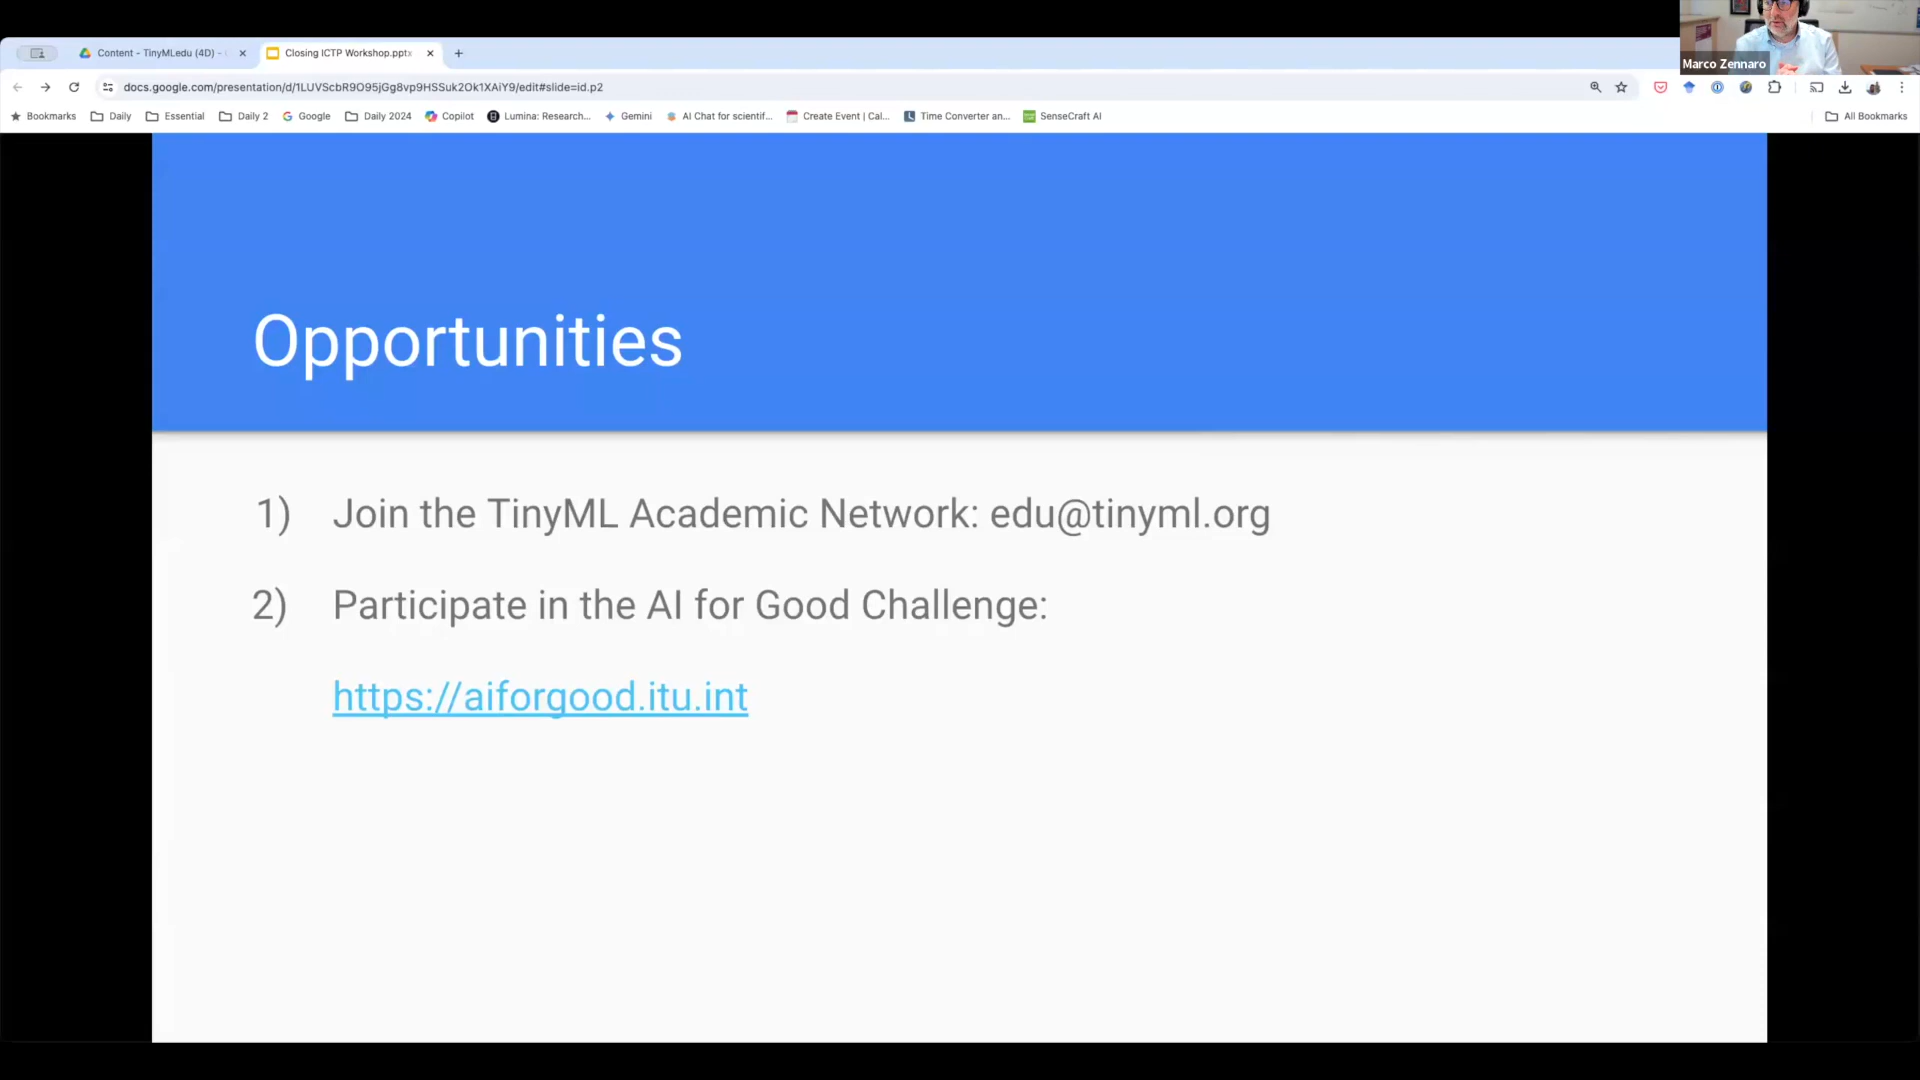 Content - TinyMLedu (4D) -
Closing ICTP Workshop.pptx
Marco Zennaro
docs.google.com/presentation/d/1LUVScbR9O95jGg8vp9HSSuk2Ok1XAiY9/edit#slide=id.p2
Bookmarks Daily Essential Daily 2 Google Daily 2024 Copilot Lumina: Research... Gemini AI Chat for scientif... Create Event | Cal... Time Converter an... SenseCraft AI All Bookmarks
Opportunities
1) Join the TinyML Academic Network: edu@tinyml.org
2) Participate in the AI for Good Challenge:
https://aiforgood.itu.int